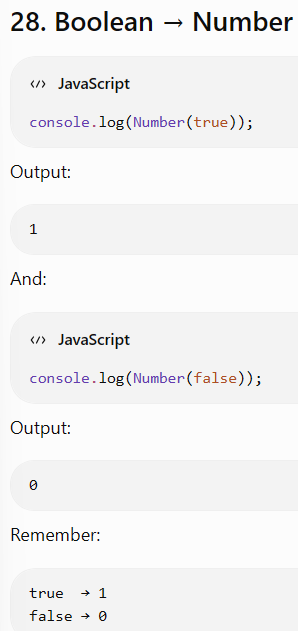 28. Boolean → Number
</> JavaScript
console.log(Number(true));
Output:
1
And:
</> JavaScript
console.log(Number(false));
Output:
0
Remember:
true  → 1
false → 0